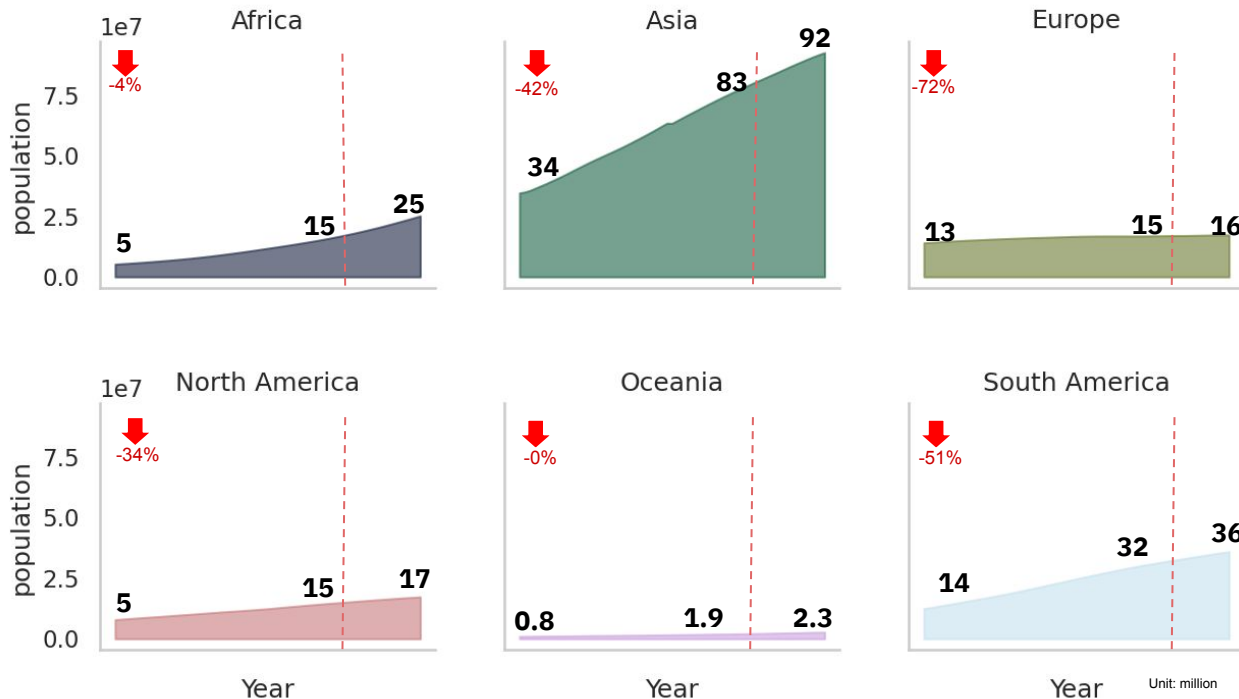 1e7
Africa
-4%
population
7.5
5.0
2.5
0.0
5
15
25
Asia
-42%
34
83
92
Europe
-72%
13
15
16
1e7
North America
-34%
population
7.5
5.0
2.5
0.0
5
15
17
Year
Oceania
-0%
0.8
1.9
2.3
Year
South America
-51%
14
32
36
Year
Unit: million